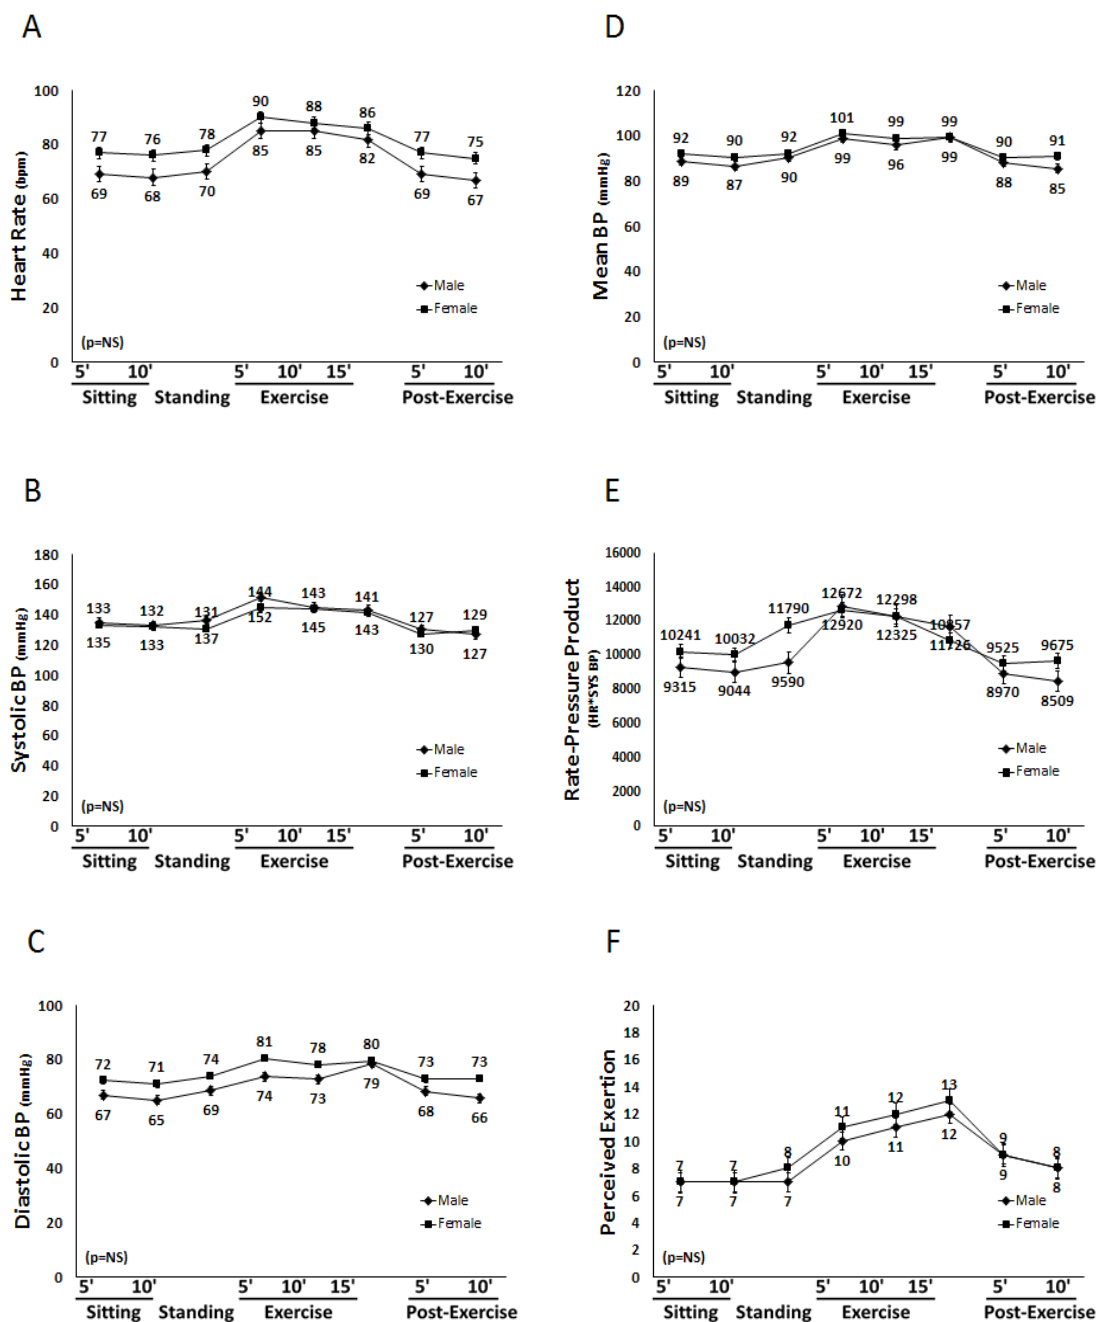 A
Heart Rate (bpm)
100
80
60
40
20
0
77 76 78 90 88 86 77 75
69 68 70 85 85 82 69 67
Male
Female
(p=NS)
5' 10' 5' 10' 15' 5' 10'
Sitting Standing Exercise Post-Exercise
D
Mean BP (mmHg)
120
100
80
60
40
20
0
92 90 92 101 99 99 90 91
89 87 90 99 96 99 88 85
Male
Female
(p=NS)
5' 10' 5' 10' 15' 5' 10'
Sitting Standing Exercise Post-Exercise
B
Systolic BP (mmHg)
180
160
140
120
100
80
60
40
20
0
133 132 131 144 143 141 127 129
135 133 137 152 145 143 130 127
Male
Female
(p=NS)
5' 10' 5' 10' 15' 5' 10'
Sitting Standing Exercise Post-Exercise
E
Rate-Pressure Product
(HR*SYS BP)
16000
14000
12000
10000
8000
6000
4000
2000
0
10241 10032 11790 12672 12298 10857 9525 9675
9315 9044 9590 12920 12325 11726 8970 8509
Male
Female
(p=NS)
5' 10' 5' 10' 15' 5' 10'
Sitting Standing Exercise Post-Exercise
C
Diastolic BP (mmHg)
100
80
60
40
20
0
72 71 74 81 78 80 73 73
67 65 69 74 73 79 68 66
Male
Female
(p=NS)
5' 10' 5' 10' 15' 5' 10'
Sitting Standing Exercise Post-Exercise
F
Perceived Exertion
20
18
16
14
12
10
8
6
4
2
0
7 7 8 11 12 13 9 8
7 7 7 10 11 12 9 8
Male
Female
(p=NS)
5' 10' 5' 10' 15' 5' 10'
Sitting Standing Exercise Post-Exercise